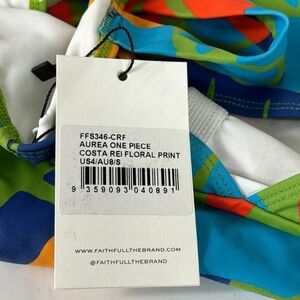 FFS346-CRF
AUREA ONE PIECE
COSTA REI FLORAL PRINT
US4/AU8/S
9 359093 040891
WWW.FAITHFULLTHEBRAND.COM
@FAITHFULLTHEBRAND